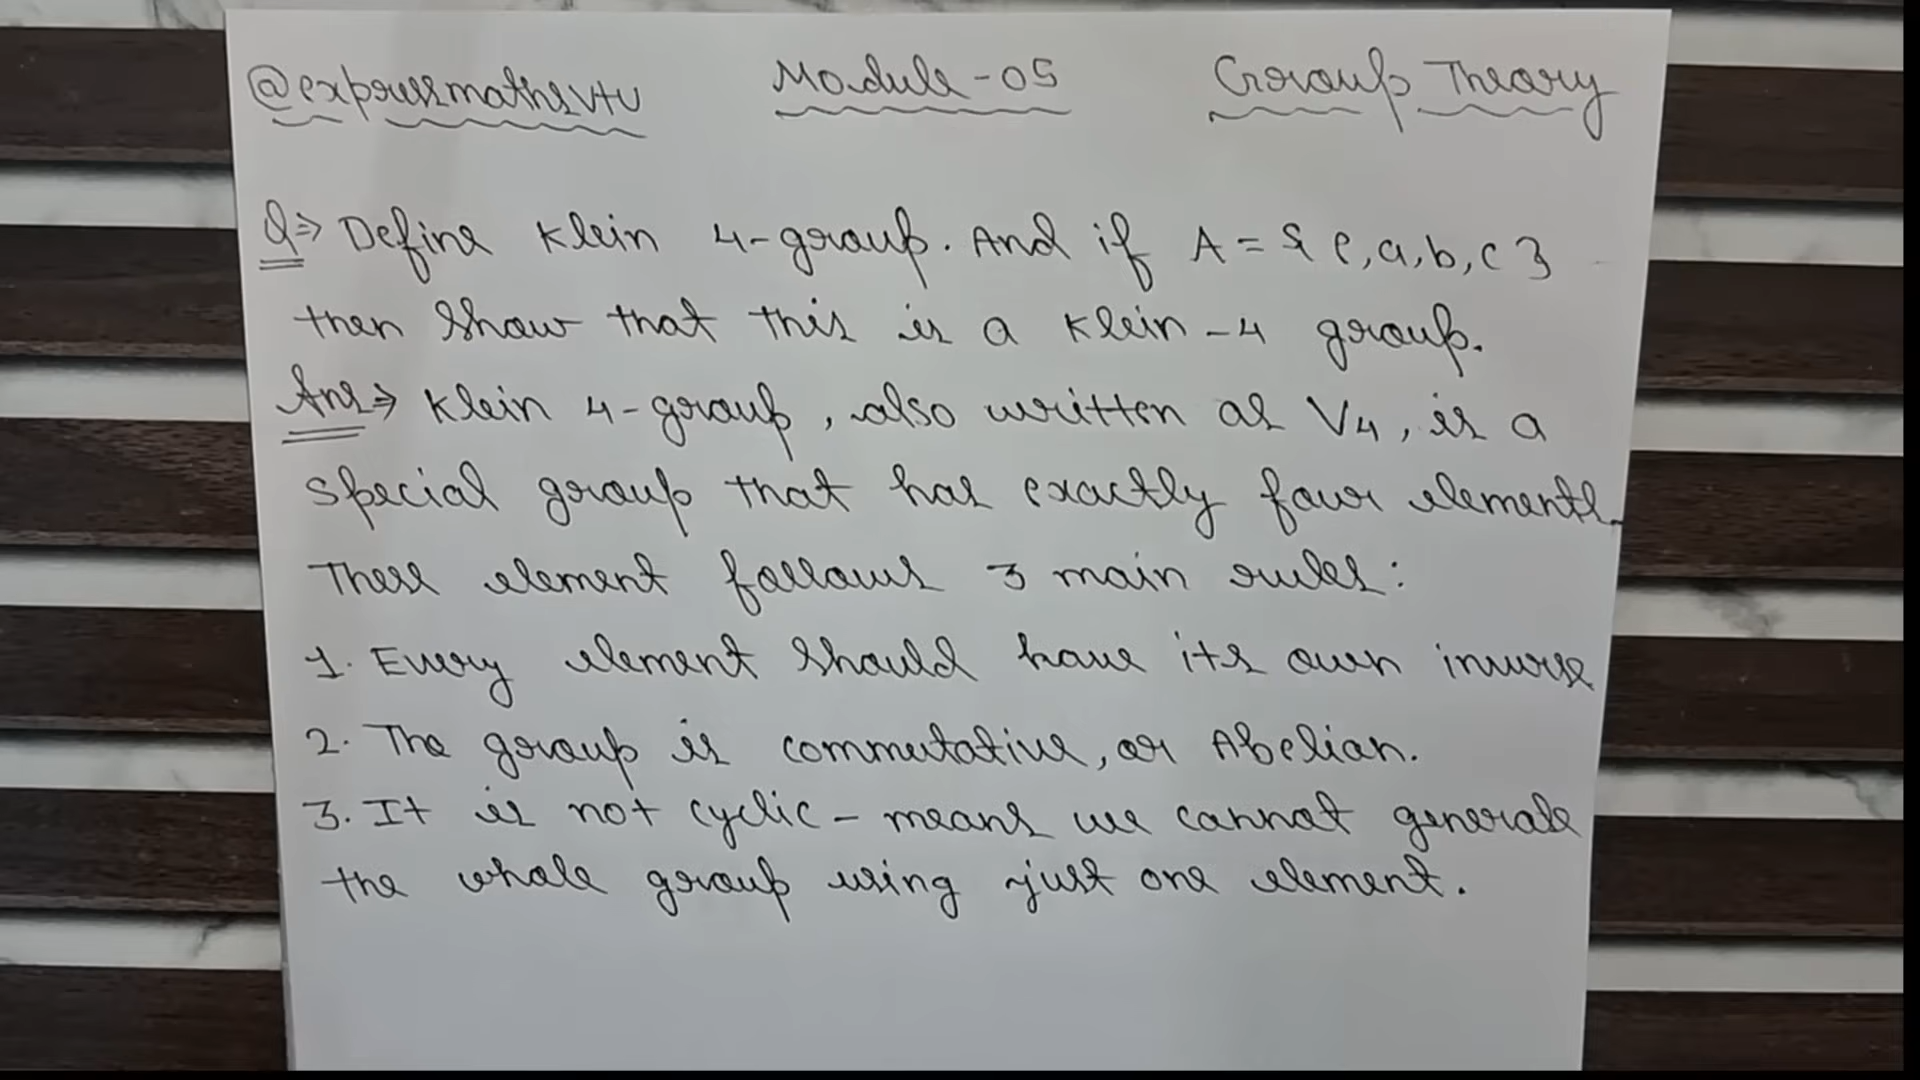 @expressmathsvtu Module-05 Group Theory
Q⇒ Define Klein 4-group. And if A = { e, a, b, c }
then show that this is a Klein-4 group.
Ans⇒ Klein 4-group, also written as V4, is a
special group that has exactly four elements.
These element follows 3 main rules:
1. Every element should have its own inverse
2. The group is commutative, or Abelian.
3. It is not cyclic - means we cannot generate
the whole group using just one element.